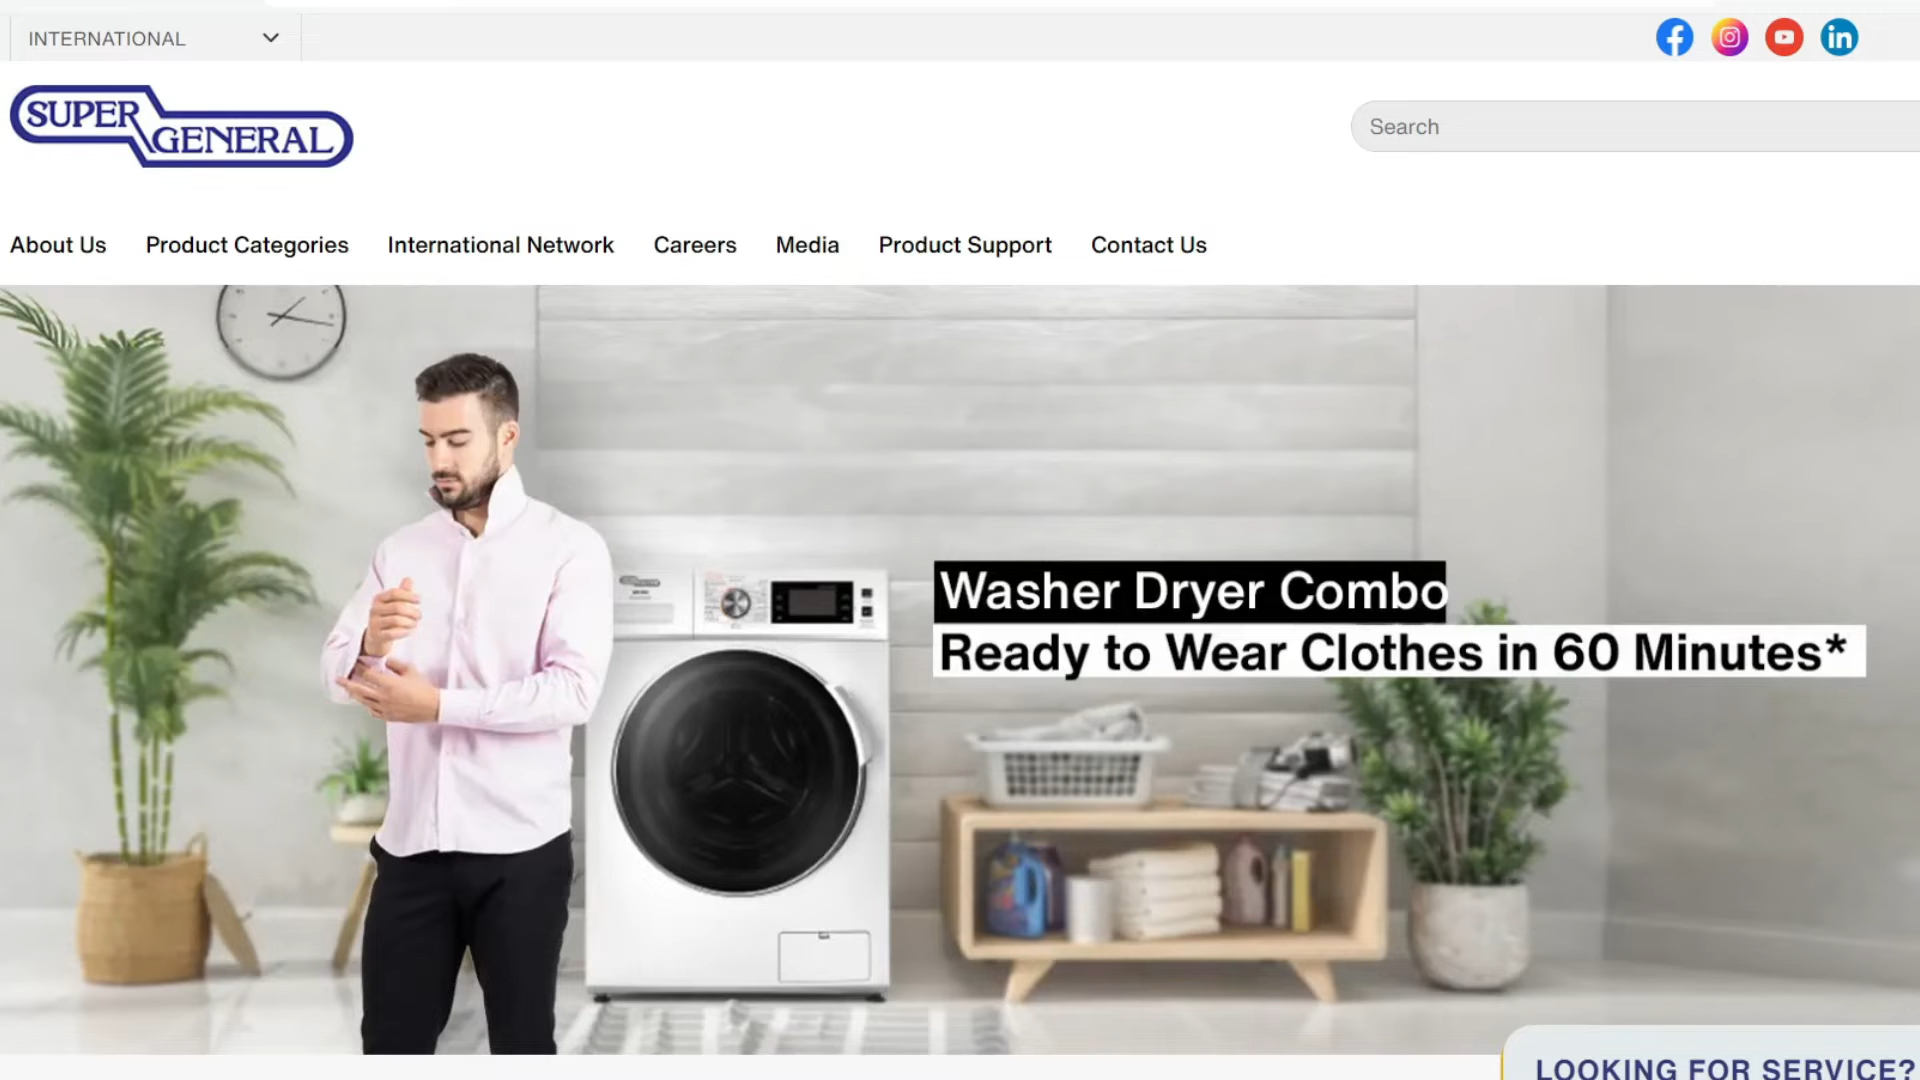 INTERNATIONAL
SUPER
GENERAL
Search
About Us Product Categories International Network Careers Media Product Support Contact Us
Washer Dryer Combo
Ready to Wear Clothes in 60 Minutes*
LOOKING FOR SERVICE?